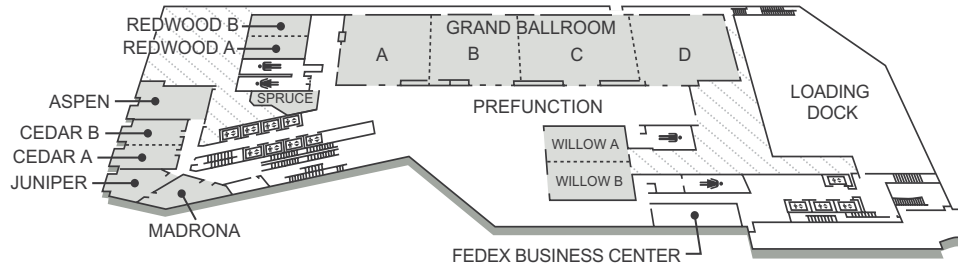 REDWOOD B
REDWOOD A
GRAND BALLROOM
A
B
C
D
SPRUCE
ASPEN
PREFUNCTION
LOADING
DOCK
CEDAR B
CEDAR A
WILLOW A
JUNIPER
WILLOW B
MADRONA
FEDEX BUSINESS CENTER